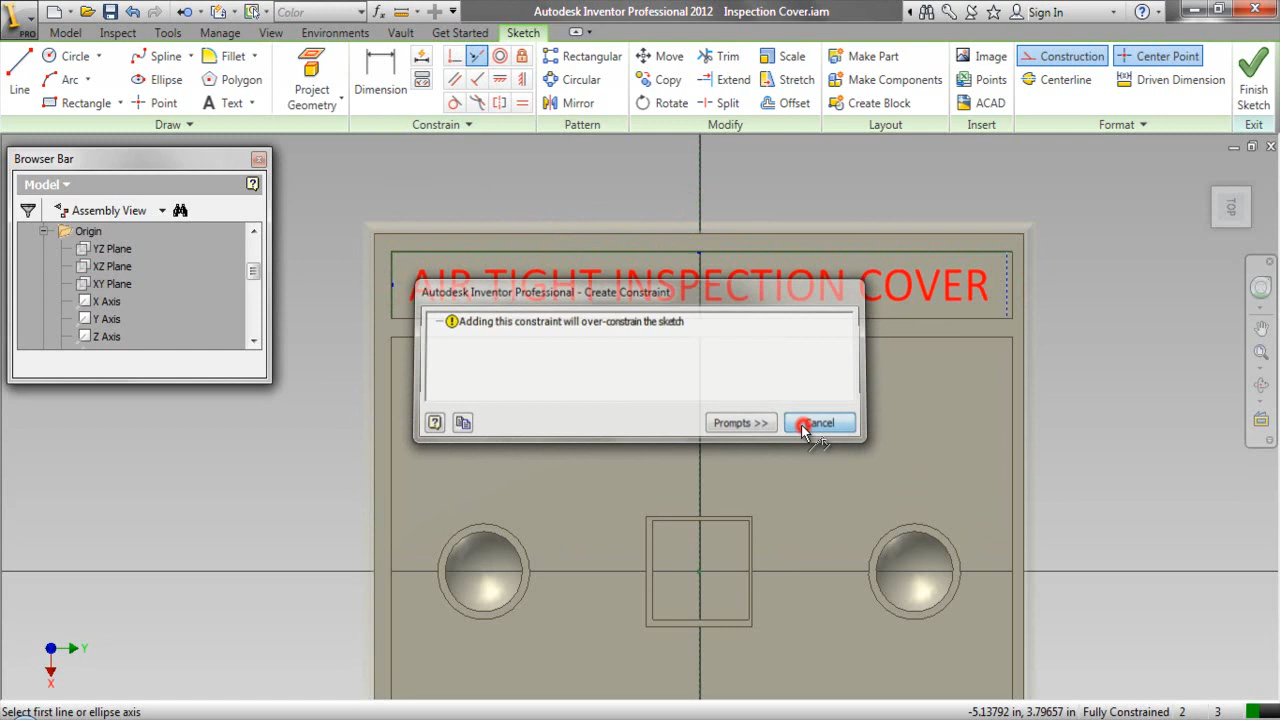 Color Autodesk Inventor Professional 2012 Inspection Cover.iam Sign In
PRO Model Inspect Tools Manage View Environments Vault Get Started Sketch
Line
Circle Spline Fillet
Arc Ellipse Polygon
Rectangle Point Text
Project Geometry
Draw
Dimension
Constrain
Rectangular
Circular
Mirror
Pattern
Move Trim Scale
Copy Extend Stretch
Rotate Split Offset
Modify
Make Part
Make Components
Create Block
Layout
Image
Points
ACAD
Insert
Construction Center Point
Centerline Driven Dimension
Format
Finish Sketch
Exit
Browser Bar
Model
Assembly View
Origin
YZ Plane
XZ Plane
XY Plane
X Axis
Y Axis
Z Axis
TOP
AIR TIGHT INSPECTION COVER
Autodesk Inventor Professional - Create Constraint
Adding this constraint will over-constrain the sketch
Prompts >> Cancel
Y
X
Select first line or ellipse axis -5.13792 in, 3.79657 in Fully Constrained 2 3